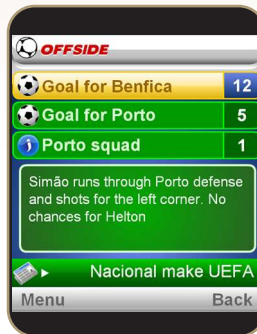 OFFSIDE
Goal for Benfica 12
Goal for Porto 5
Porto squad 1
Simão runs through Porto defense
and shots for the left corner. No
chances for Helton
Nacional make UEFA
Menu Back